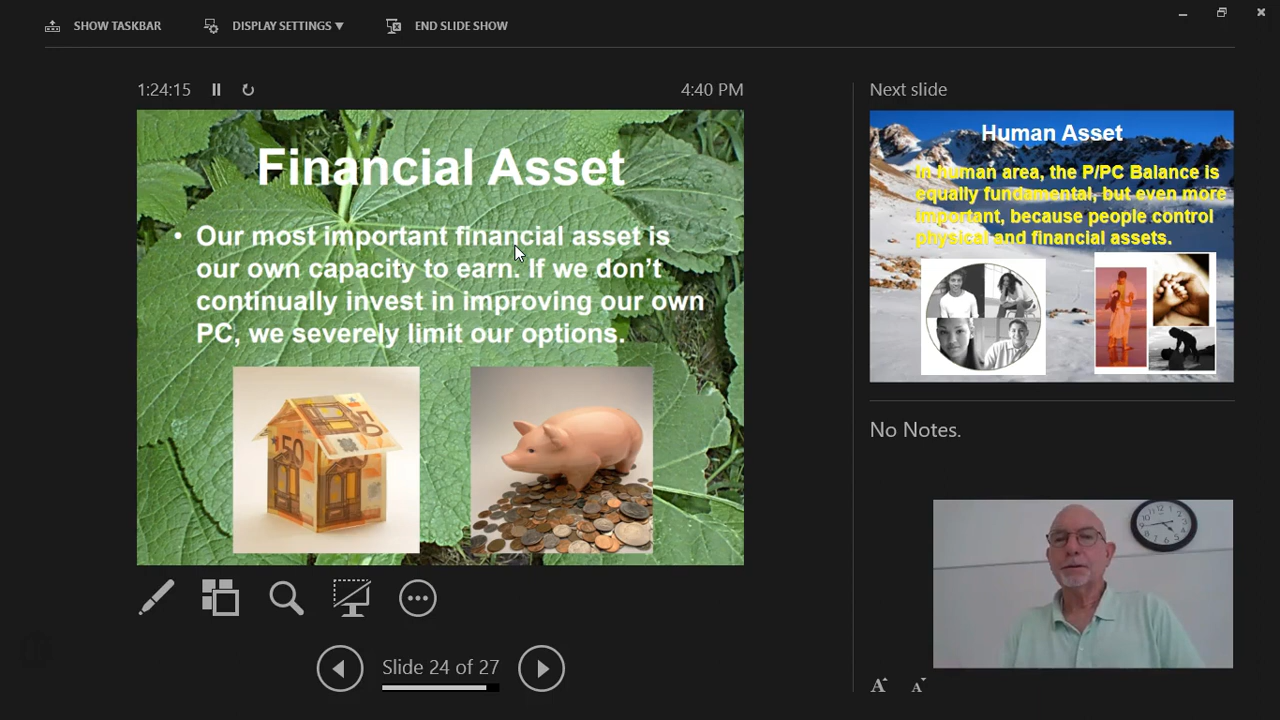 SHOW TASKBAR
DISPLAY SETTINGS ▼
END SLIDE SHOW
1:24:15
4:40 PM
Financial Asset
• Our most important financial asset is
our own capacity to earn. If we don’t
continually invest in improving our own
PC, we severely limit our options.
50
5
Slide 24 of 27
Next slide
Human Asset
In human area, the P/PC Balance is
equally fundamental, but even more
important, because people control
physical and financial assets.
No Notes.
A A